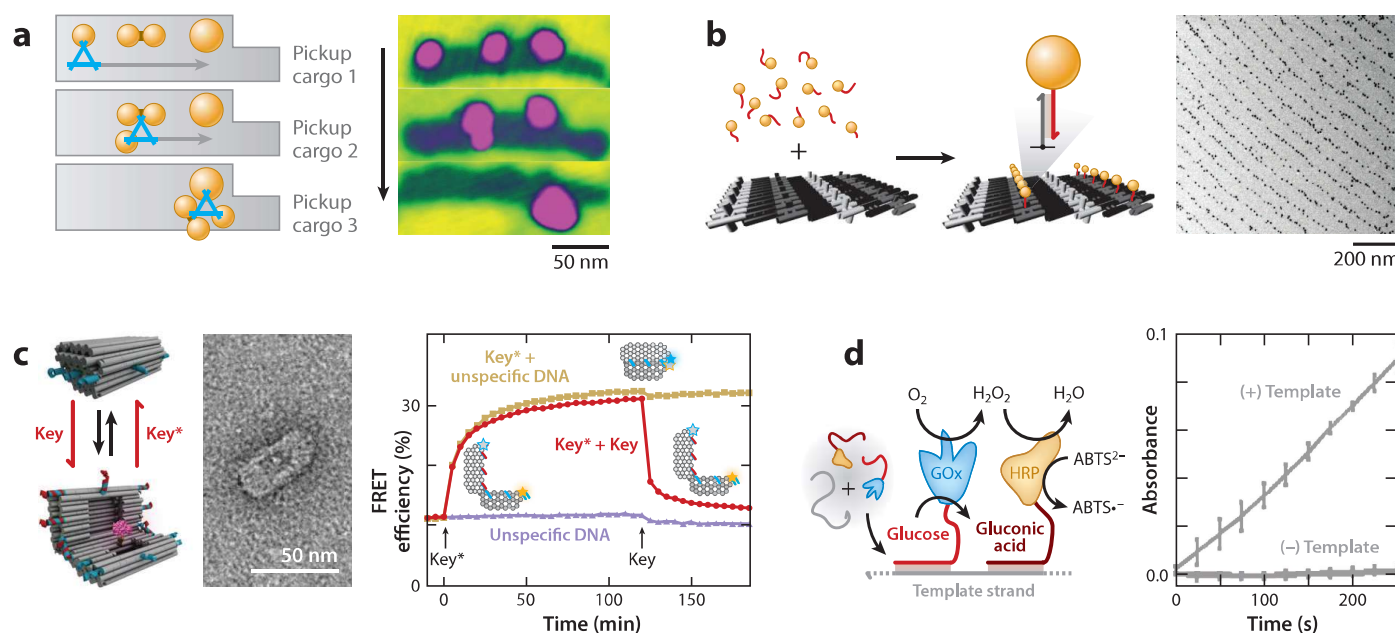 a
Pickup
cargo 1
Pickup
cargo 2
Pickup
cargo 3
50 nm
b
+
200 nm
c
Key
Key*
50 nm
FRET
efficiency (%)
30
0
Key* +
unspecific DNA
Key* + Key
Unspecific DNA
Key*
Key
0
50
100
150
Time (min)
d
O₂
H₂O₂
H₂O
GOx
HRP
ABTS²⁻
ABTS•⁻
+
Glucose
Gluconic
acid
Template strand
Absorbance
0.1
0.0
(+) Template
(−) Template
0
100
200
Time (s)